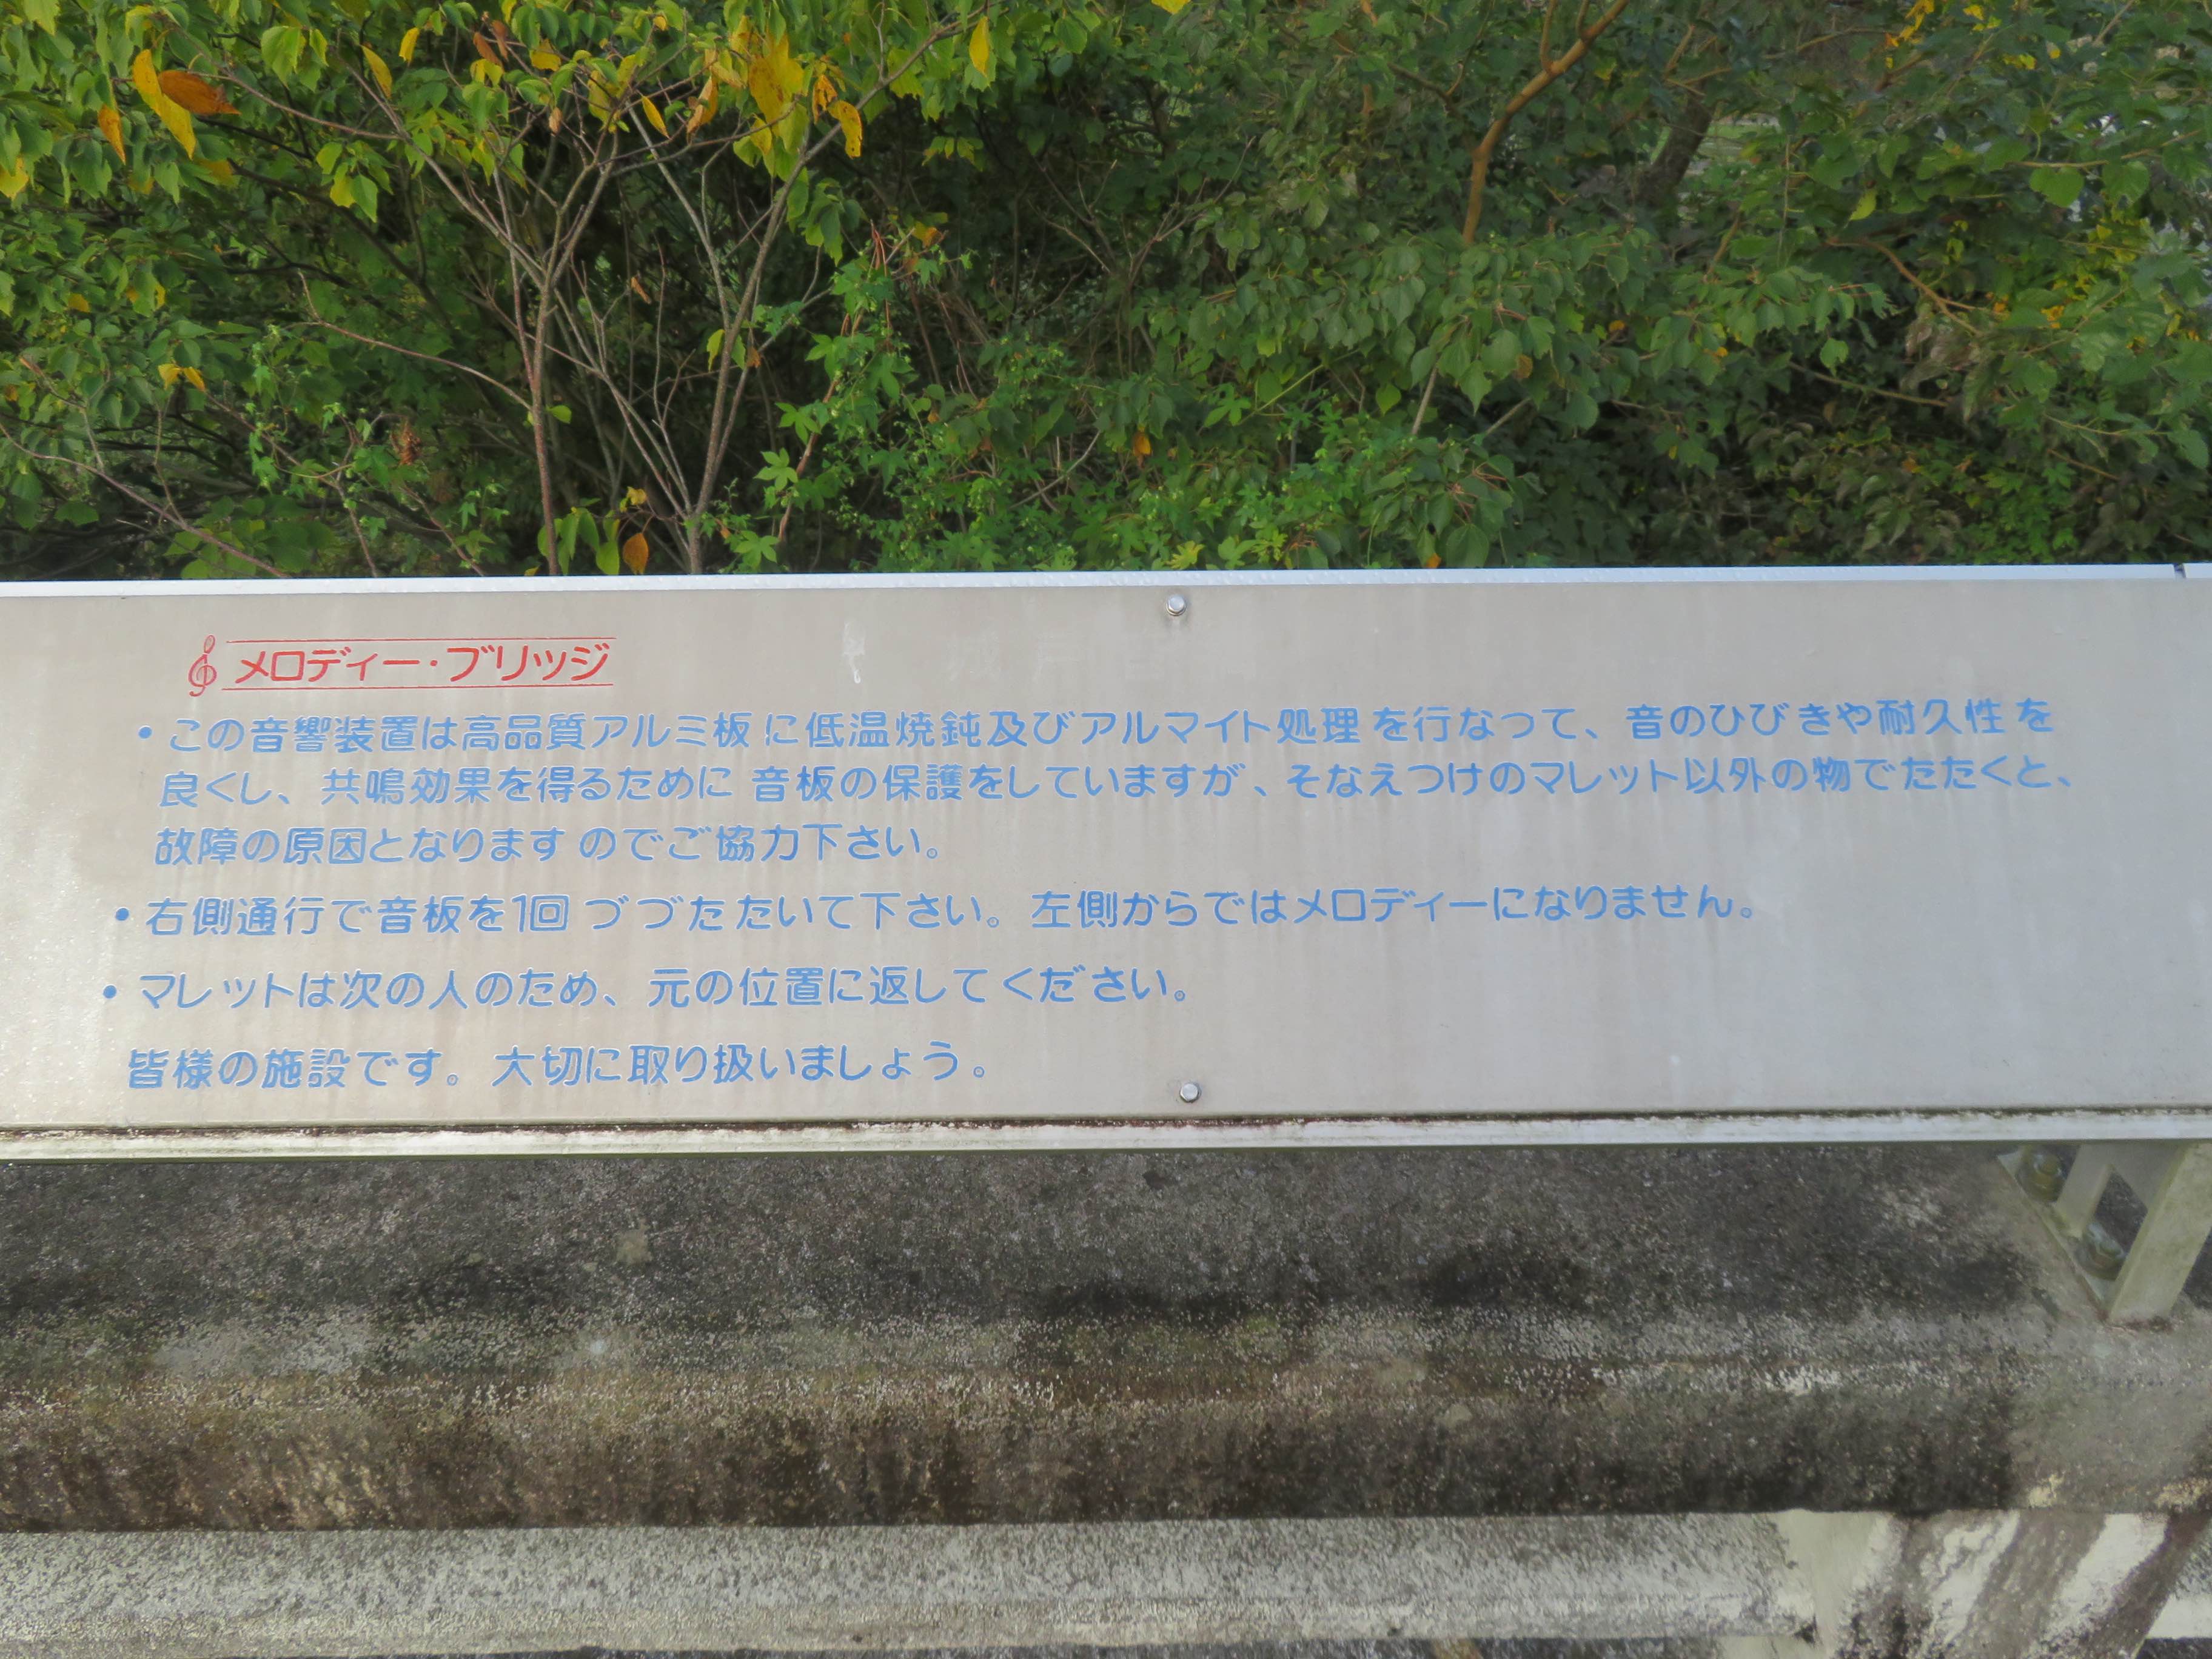 メロディー・ブリッジ
・この音響装置は高品質アルミ板に低温焼鈍及びアルマイト処理を行なって、音のひびきや耐久性を
良くし、共鳴効果を得るために音板の保護をしていますが、そなえつけのマレット以外の物でたたくと、
故障の原因となりますのでご協力下さい。
・右側通行で音板を1回づづたたいて下さい。左側からではメロディーになりません。
・マレットは次の人のため、元の位置に返してください。
皆様の施設です。大切に取り扱いましょう。